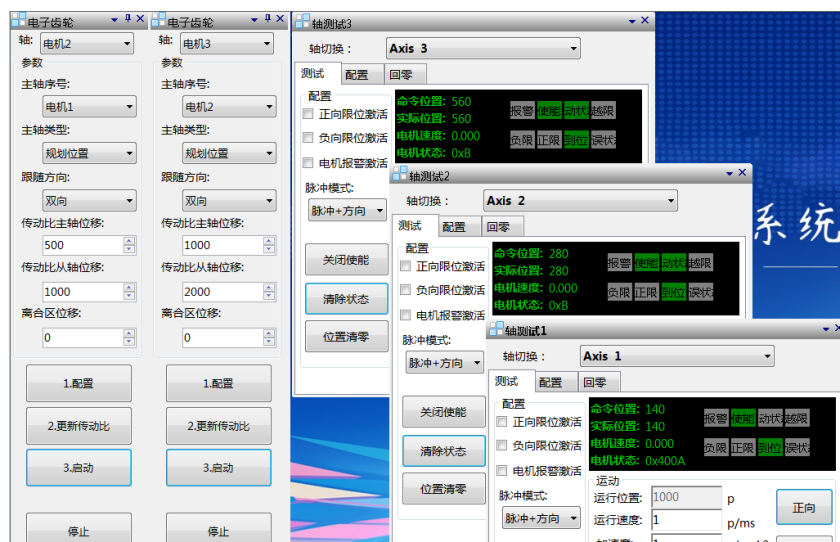 电子齿轮
轴: 电机2
参数
主轴序号:
电机1
主轴类型:
规划位置
跟随方向:
双向
传动比主轴位移:
500
传动比从轴位移:
1000
离合区位移:
0
1.配置
2.更新传动比
3.启动
停止
电子齿轮
轴: 电机3
参数
主轴序号:
电机2
主轴类型:
规划位置
跟随方向:
双向
传动比主轴位移:
1000
传动比从轴位移:
2000
离合区位移:
0
1.配置
2.更新传动比
3.启动
停止
轴测试3
轴切换： Axis 3
测试 配置 回零
配置
正向限位激活
负向限位激活
电机报警激活
脉冲模式:
脉冲+方向
关闭使能
清除状态
位置清零
命令位置: 560
实际位置: 560
电机速度: 0.000
电机状态: 0xB
报警 使能 动状 越限
负限 正限 到位 误状
轴测试2
轴切换： Axis 2
测试 配置 回零
配置
正向限位激活
负向限位激活
电机报警激活
脉冲模式:
脉冲+方向
关闭使能
清除状态
位置清零
命令位置: 280
实际位置: 280
电机速度: 0.000
电机状态: 0xB
报警 使能 动状 越限
负限 正限 到位 误状
轴测试1
轴切换： Axis 1
测试 配置 回零
配置
正向限位激活
负向限位激活
电机报警激活
脉冲模式:
脉冲+方向
命令位置: 140
实际位置: 140
电机速度: 0.000
电机状态: 0x400A
报警 使能 动状 越限
负限 正限 到位 误状
运动
运行位置: 1000 p
运行速度: 1 p/ms
正向
系统